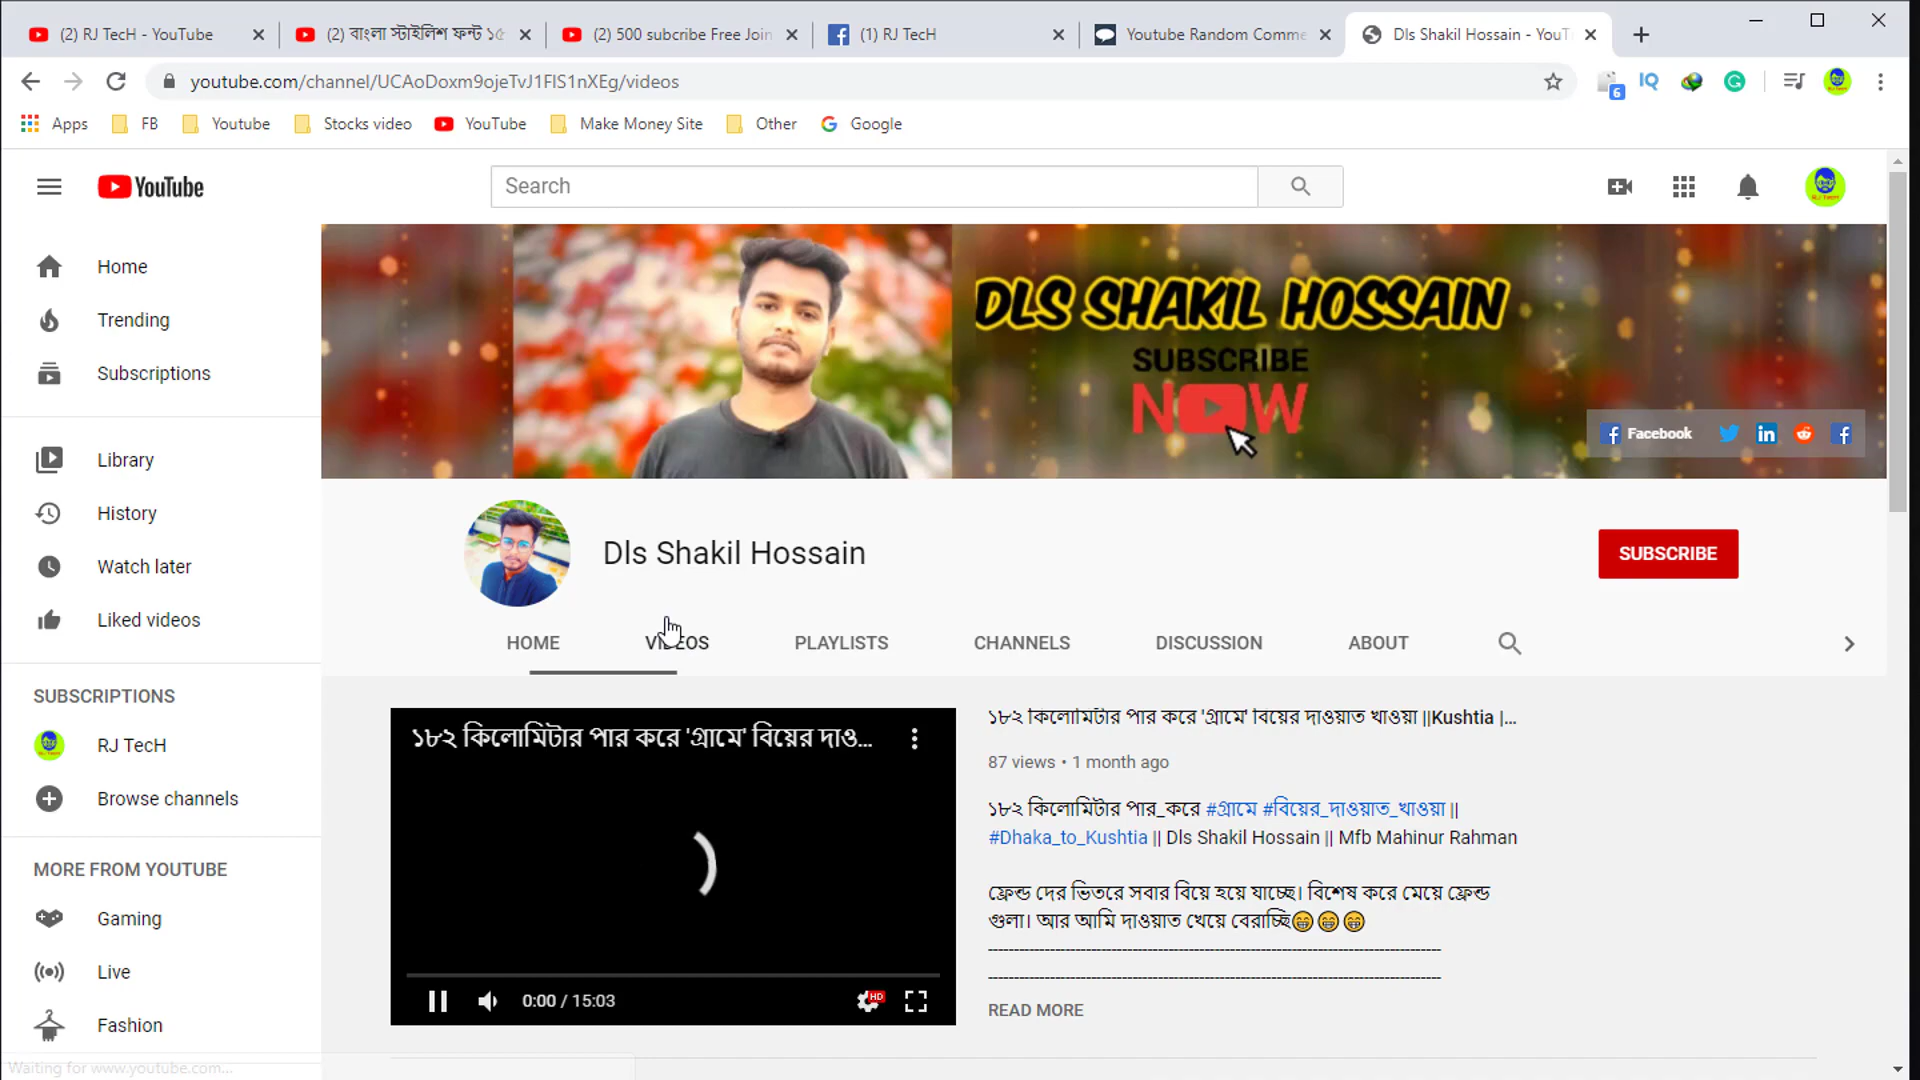 (2) RJ TecH - YouTube
(2) বাংলা স্টাইলিশ ফন্ট ১৫
(2) 500 subcribe Free Join
(1) RJ TecH
Youtube Random Comme
Dls Shakil Hossain - YouT
youtube.com/channel/UCAoDoxm9ojeTvJ1FlS1nXEg/videos
6
IQ
Apps
FB
Youtube
Stocks video
YouTube
Make Money Site
Other
Google
YouTube
Search
Home
Trending
Subscriptions
Library
History
Watch later
Liked videos
SUBSCRIPTIONS
RJ TecH
Browse channels
MORE FROM YOUTUBE
Gaming
Live
Fashion
Waiting for www.youtube.com...
DLS SHAKIL HOSSAIN
SUBSCRIBE
NOW
Facebook
Dls Shakil Hossain
SUBSCRIBE
HOME
VIDEOS
PLAYLISTS
CHANNELS
DISCUSSION
ABOUT
১৮২ কিলোমিটার পার করে 'গ্রামে' বিয়ের দাও...
0:00 / 15:03
HD
১৮২ কিলোমিটার পার করে 'গ্রামে' বিয়ের দাওয়াত খাওয়া ||Kushtia |...
87 views • 1 month ago
১৮২ কিলোমিটার পার_করে #গ্রামে #বিয়ের_দাওয়াত_খাওয়া ||
#Dhaka_to_Kushtia || Dls Shakil Hossain || Mfb Mahinur Rahman
ফ্রেন্ড দের ভিতরে সবার বিয়ে হয়ে যাচ্ছে। বিশেষ করে মেয়ে ফ্রেন্ড
গুলা। আর আমি দাওয়াত খেয়ে বেরাচ্ছি😁😁😁
--------------------------------------------------------------------------------
--------------------------------------------------------------------------------
READ MORE